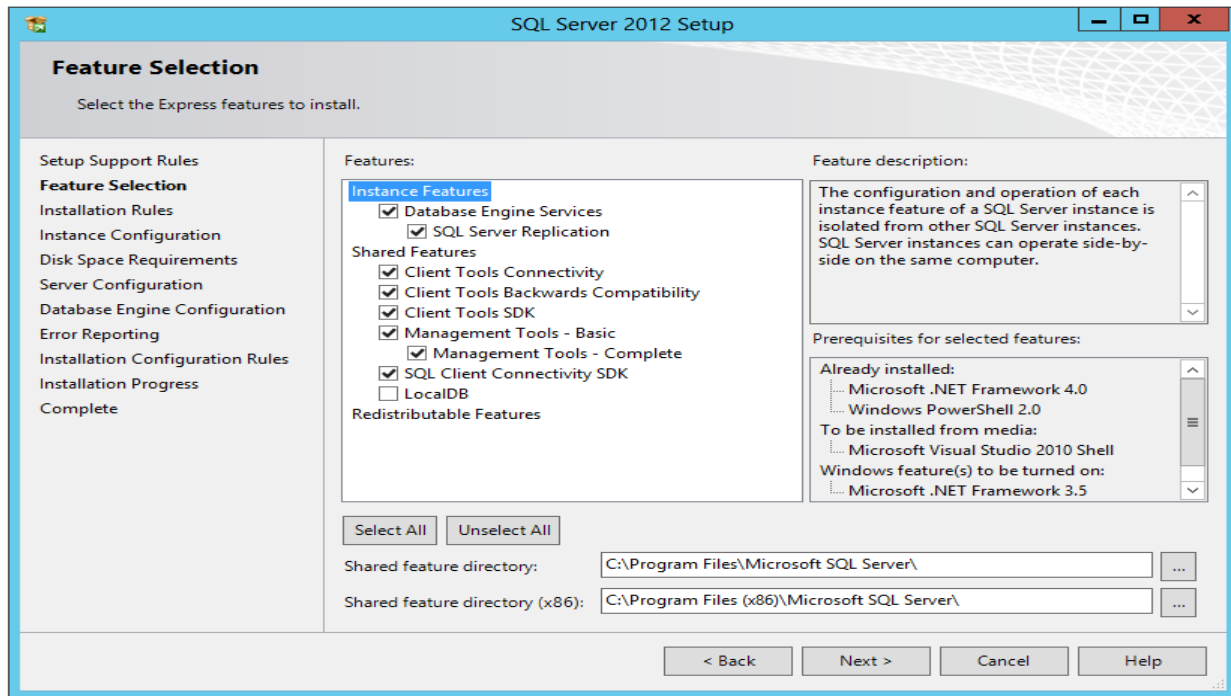 SQL Server 2012 Setup
Feature Selection
Select the Express features to install.
Setup Support Rules
Feature Selection
Installation Rules
Instance Configuration
Disk Space Requirements
Server Configuration
Database Engine Configuration
Error Reporting
Installation Configuration Rules
Installation Progress
Complete
Features:
Instance Features
Database Engine Services
SQL Server Replication
Shared Features
Client Tools Connectivity
Client Tools Backwards Compatibility
Client Tools SDK
Management Tools - Basic
Management Tools - Complete
SQL Client Connectivity SDK
LocalDB
Redistributable Features
Feature description:
The configuration and operation of each
instance feature of a SQL Server instance is
isolated from other SQL Server instances.
SQL Server instances can operate side-by-
side on the same computer.
Prerequisites for selected features:
Already installed:
Microsoft .NET Framework 4.0
Windows PowerShell 2.0
To be installed from media:
Microsoft Visual Studio 2010 Shell
Windows feature(s) to be turned on:
Microsoft .NET Framework 3.5
Select All
Unselect All
Shared feature directory:
C:\Program Files\Microsoft SQL Server\
...
Shared feature directory (x86):
C:\Program Files (x86)\Microsoft SQL Server\
...
< Back
Next >
Cancel
Help